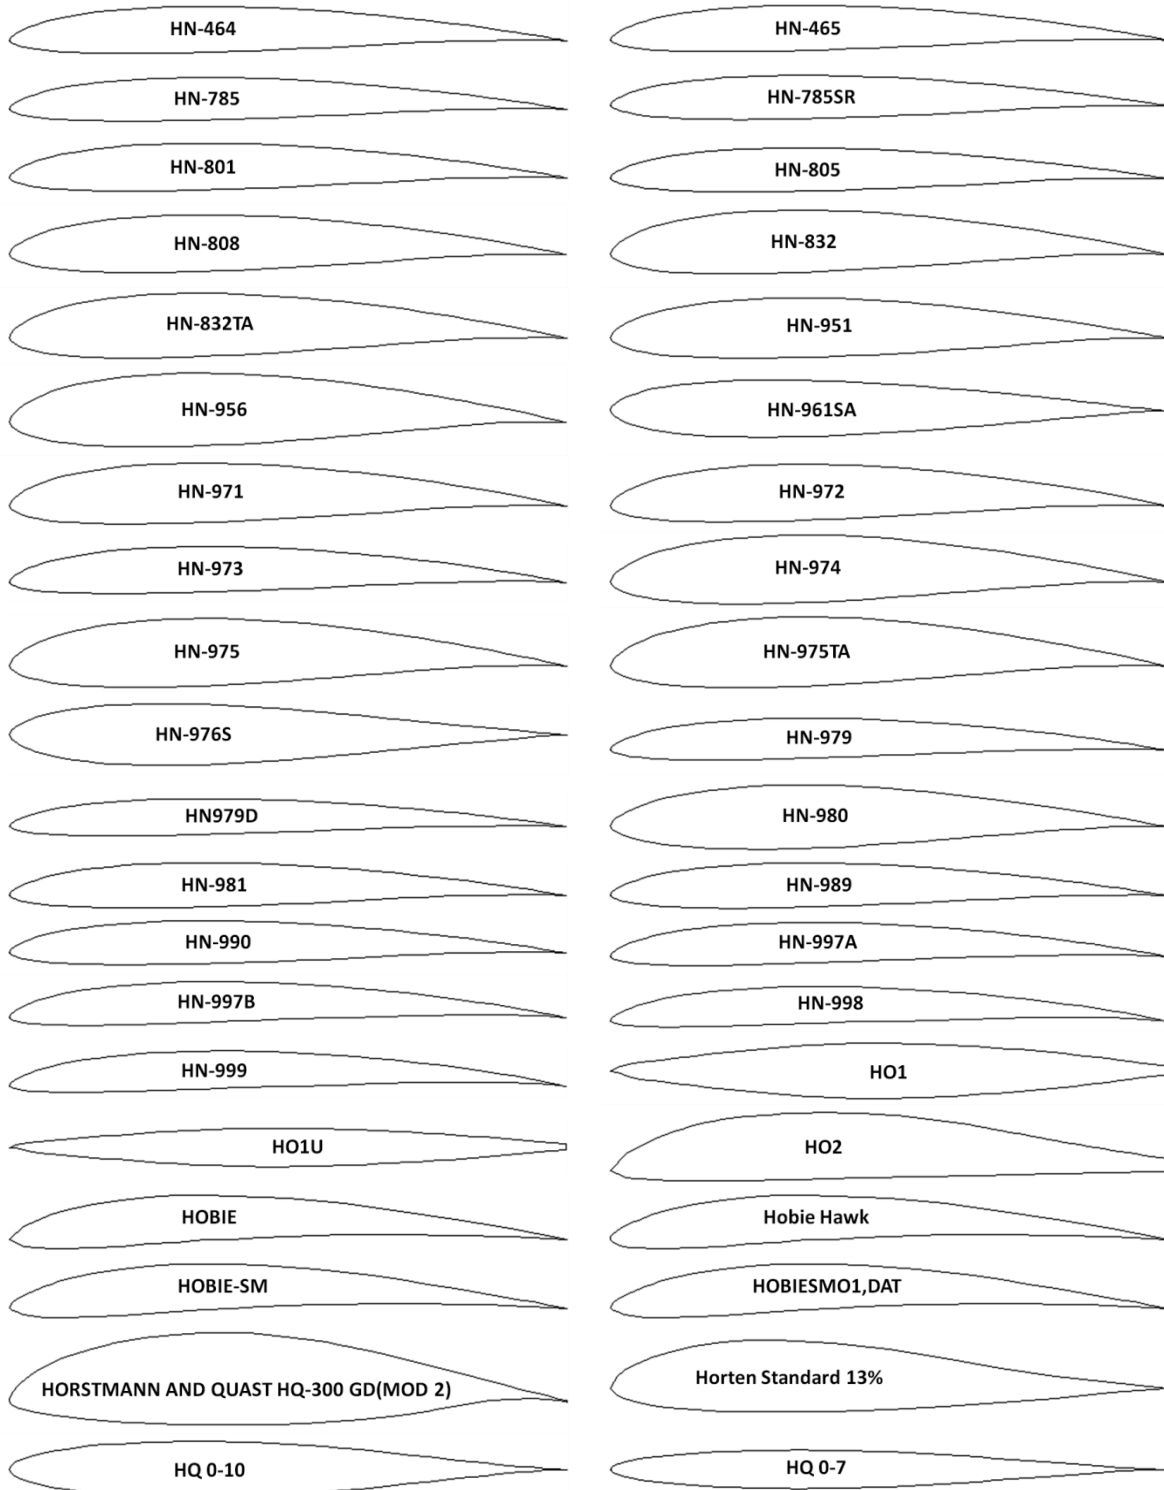 HN-464
HN-465
HN-785
HN-785SR
HN-801
HN-805
HN-808
HN-832
HN-832TA
HN-951
HN-956
HN-961SA
HN-971
HN-972
HN-973
HN-974
HN-975
HN-975TA
HN-976S
HN-979
HN979D
HN-980
HN-981
HN-989
HN-990
HN-997A
HN-997B
HN-998
HN-999
HO1
HO1U
HO2
HOBIE
Hobie Hawk
HOBIE-SM
HOBIESMO1,DAT
HORSTMANN AND QUAST HQ-300 GD(MOD 2)
Horten Standard 13%
HQ 0-10
HQ 0-7